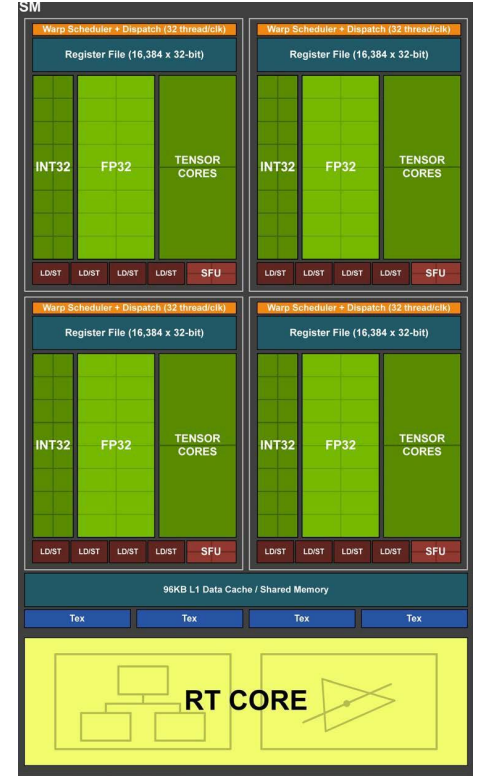 SM
Warp Scheduler + Dispatch (32 thread/clk)
Register File (16,384 x 32-bit)
INT32
FP32
TENSOR
CORES
LD/ST LD/ST LD/ST LD/ST SFU
Warp Scheduler + Dispatch (32 thread/clk)
Register File (16,384 x 32-bit)
INT32
FP32
TENSOR
CORES
LD/ST LD/ST LD/ST LD/ST SFU
Warp Scheduler + Dispatch (32 thread/clk)
Register File (16,384 x 32-bit)
INT32
FP32
TENSOR
CORES
LD/ST LD/ST LD/ST LD/ST SFU
Warp Scheduler + Dispatch (32 thread/clk)
Register File (16,384 x 32-bit)
INT32
FP32
TENSOR
CORES
LD/ST LD/ST LD/ST LD/ST SFU
96KB L1 Data Cache / Shared Memory
Tex Tex Tex Tex
RT CORE